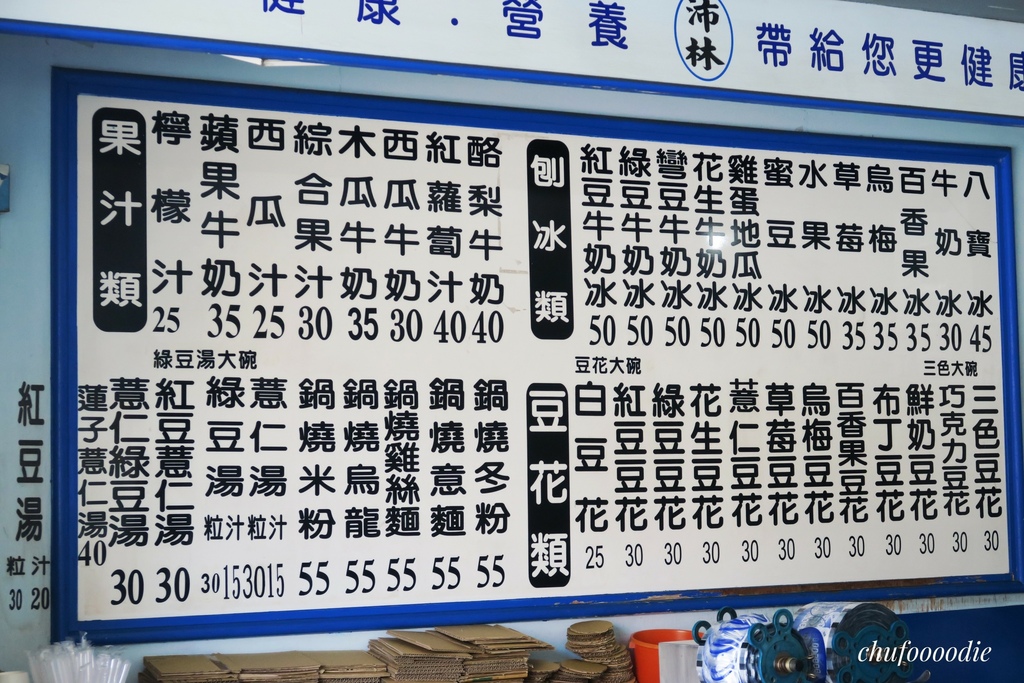 健康．營養
沛林
帶給您更健康
果汁類
檸檬汁 25
蘋果牛奶 35
西瓜汁 25
綜合果汁 30
木瓜牛奶 35
西瓜牛奶 30
紅蘿蔔汁 40
酪梨牛奶 40
刨冰類
紅豆牛奶冰 50
綠豆牛奶冰 50
彎豆牛奶冰 50
花生牛奶冰 50
雞蛋地瓜冰 50
蜜豆冰 50
水果冰 50
草莓冰 35
烏梅冰 35
百香果冰 35
牛奶冰 30
八寶冰 45
綠豆湯大碗
蓮子薏仁湯 40
薏仁綠豆湯 30
紅豆薏仁湯 30
綠豆湯 粒汁 30 15
薏仁湯 粒汁 30 15
鍋燒米粉 55
鍋燒烏龍 55
鍋燒雞絲麵 55
鍋燒意麵 55
鍋燒冬粉 55
豆花大碗
三色大碗
豆花類
白豆花 25
紅豆豆花 30
綠豆豆花 30
花生豆花 30
薏仁豆花 30
草莓豆花 30
烏梅豆花 30
百香果豆花 30
布丁豆花 30
鮮奶豆花 30
巧克力豆花 30
三色豆花 30
紅豆湯 粒汁 30 20
chufoooodie